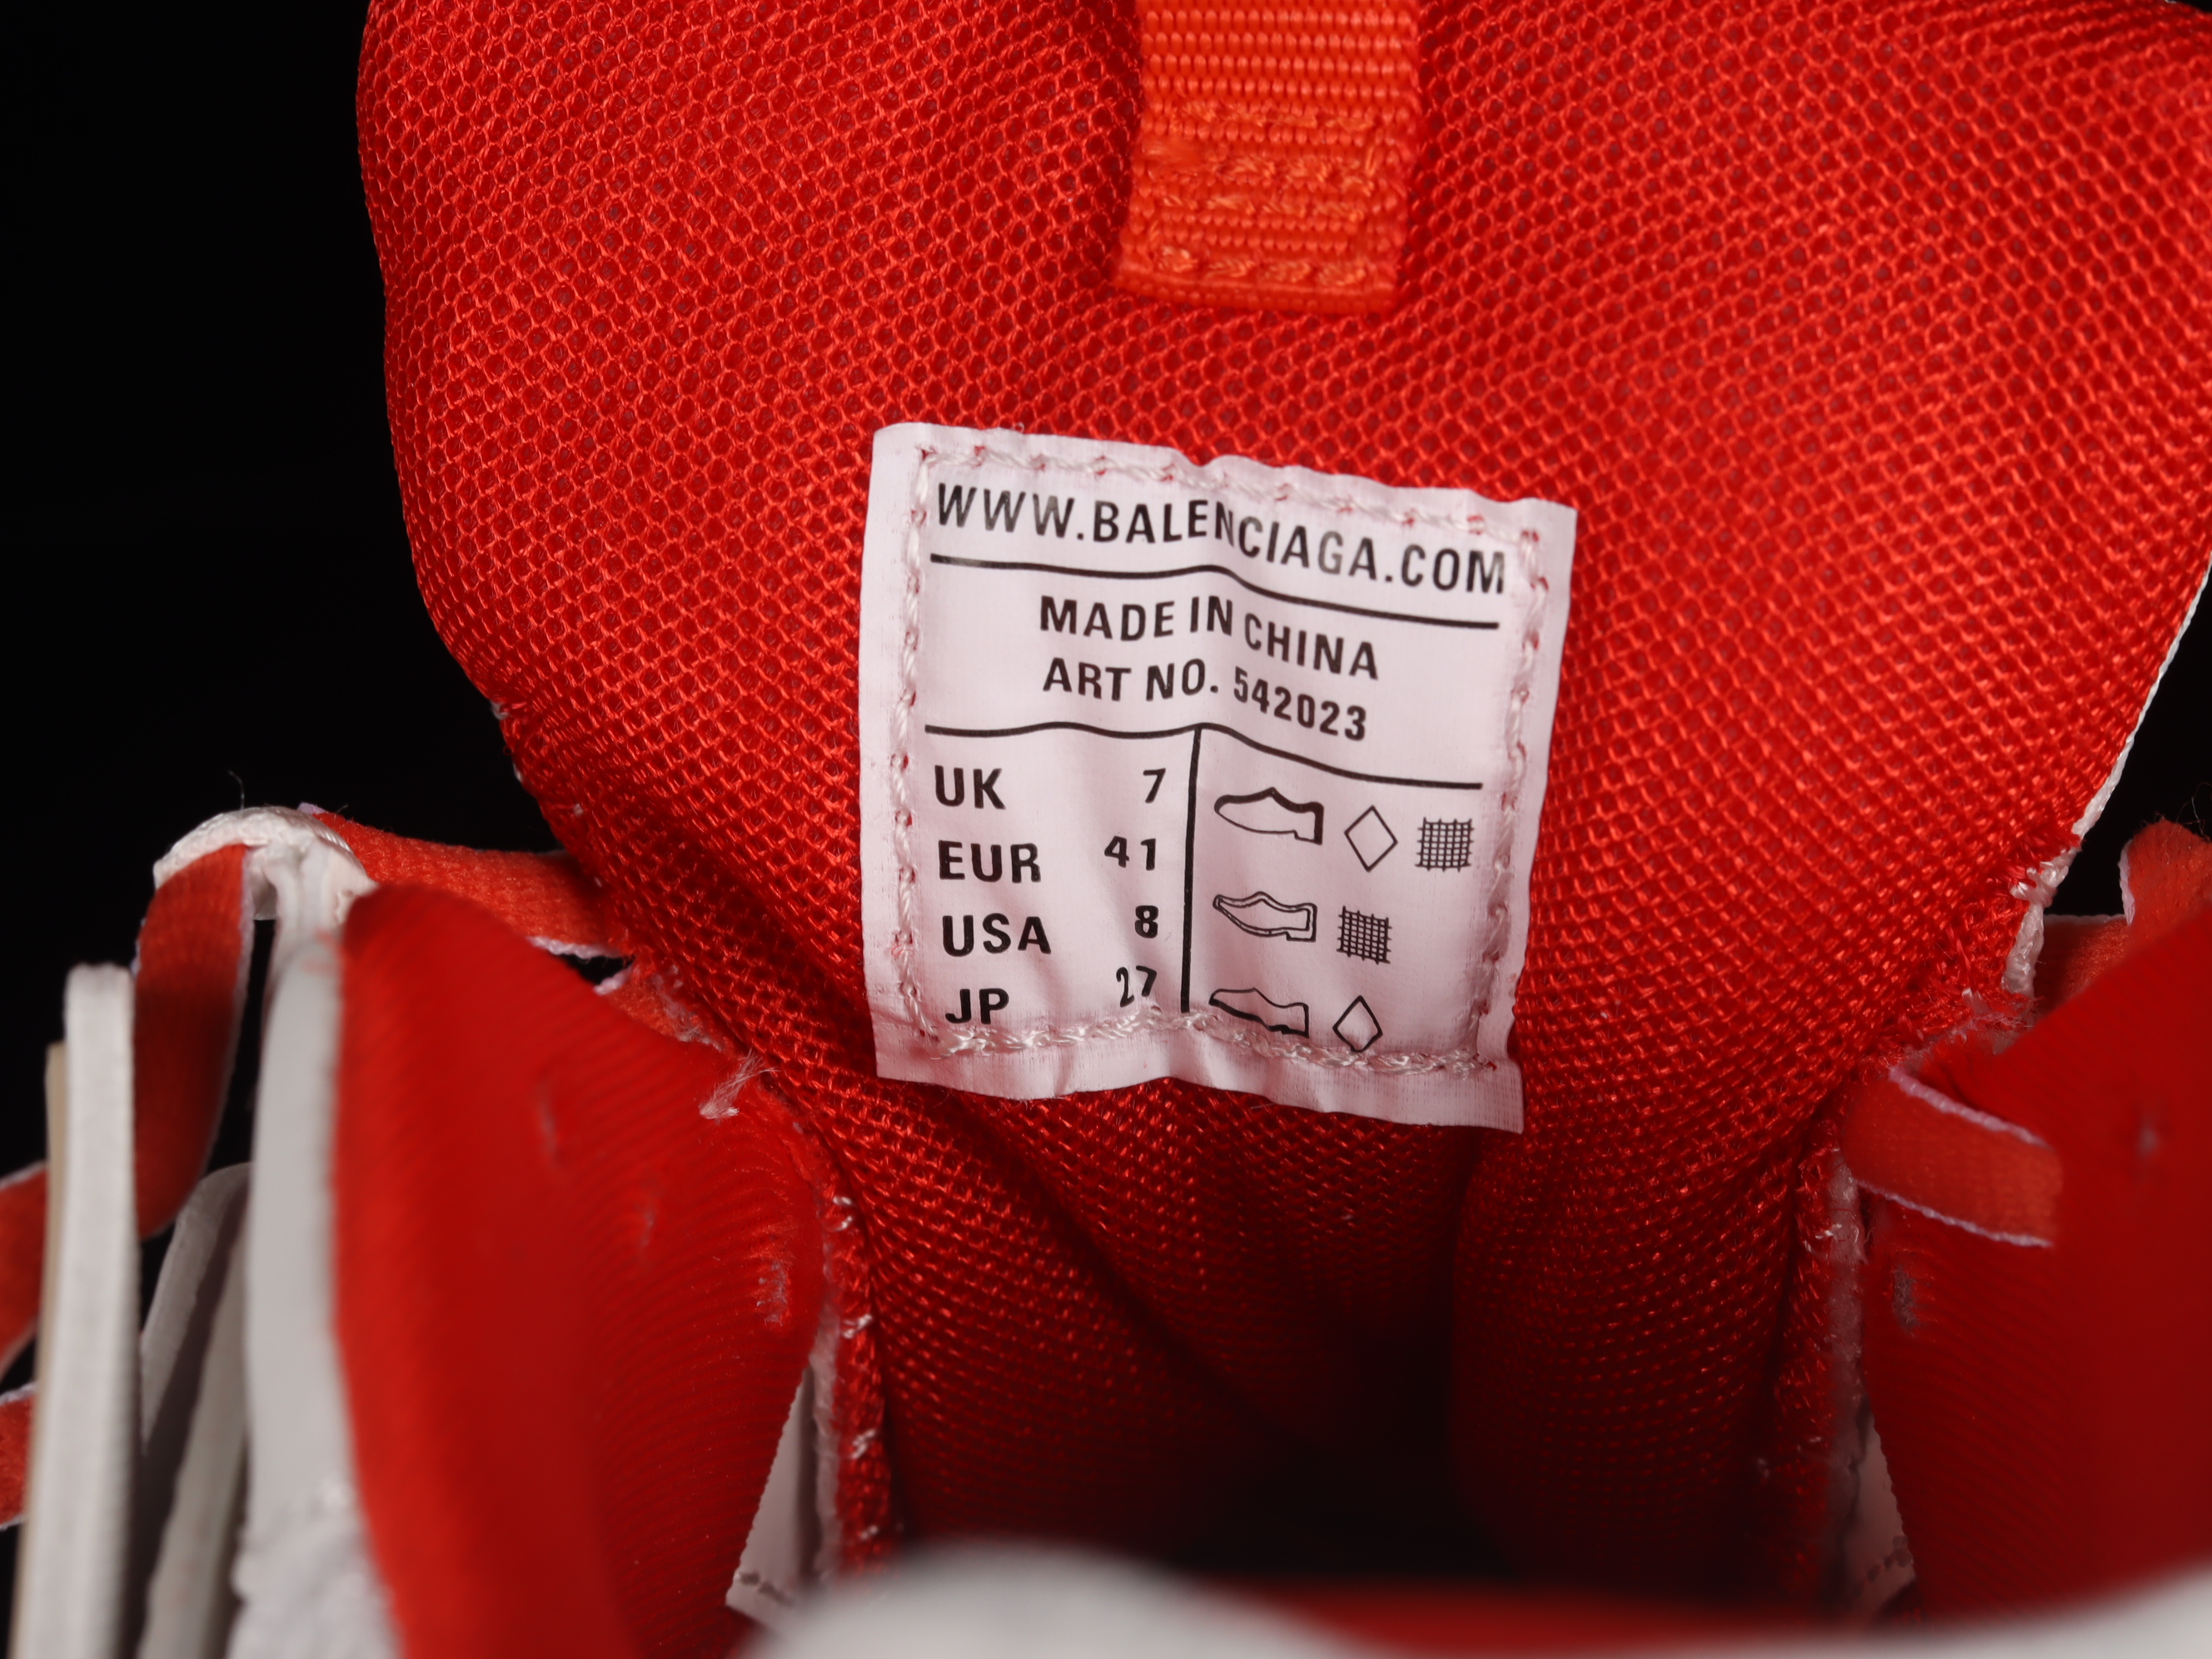 WWW.BALENCIAGA.COM
MADE IN CHINA
ART NO. 542023
UK 7
EUR 41
USA 8
JP 27